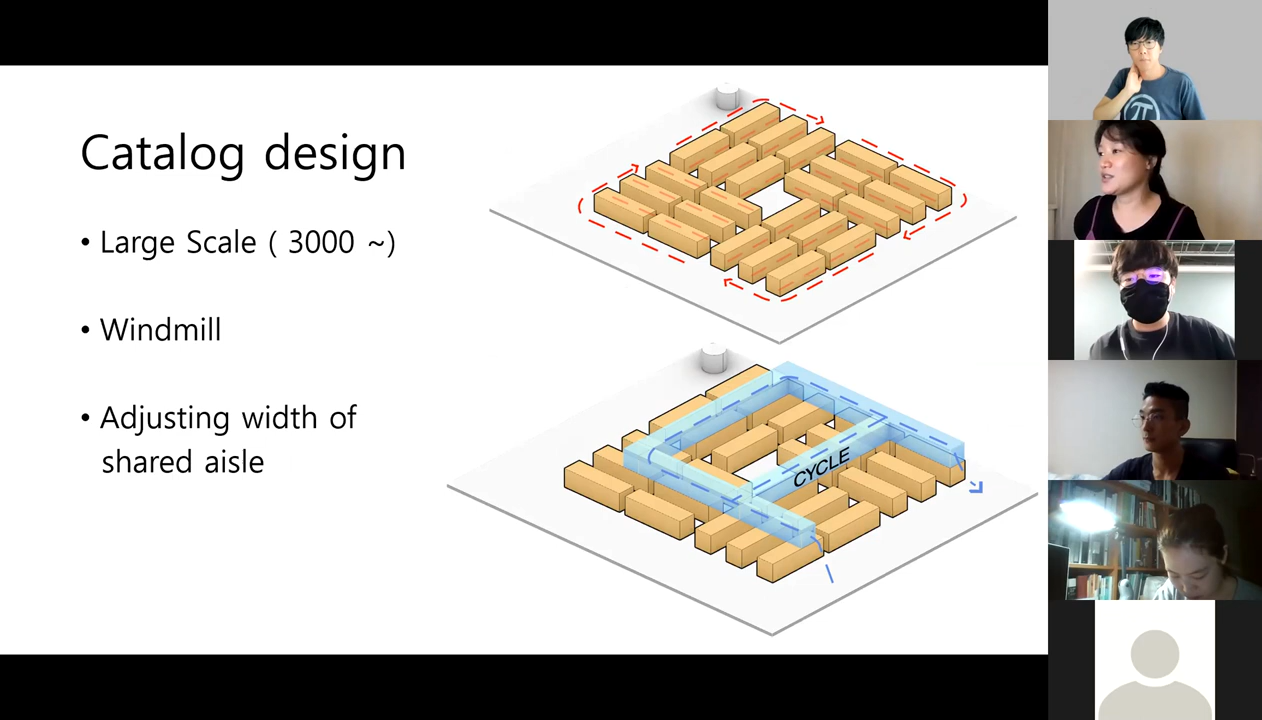 Catalog design
• Large Scale ( 3000 ~)
• Windmill
• Adjusting width of
shared aisle
CYCLE
π